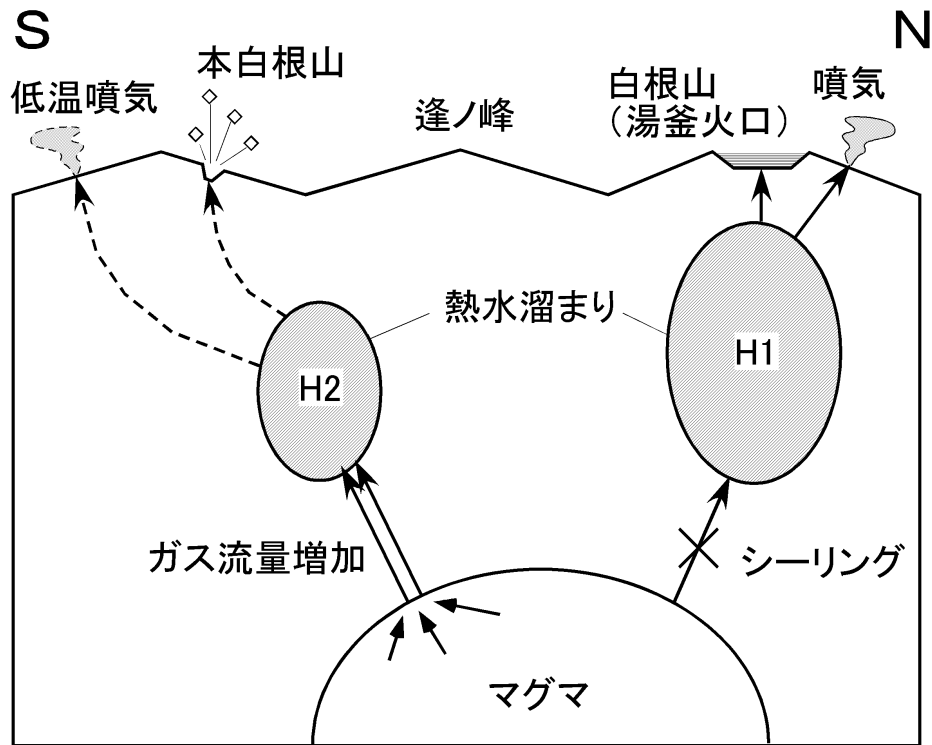 S
N
本白根山
低温噴気
逢ノ峰
白根山
（湯釜火口）
噴気
熱水溜まり
H1
H2
ガス流量増加
シーリング
マグマ